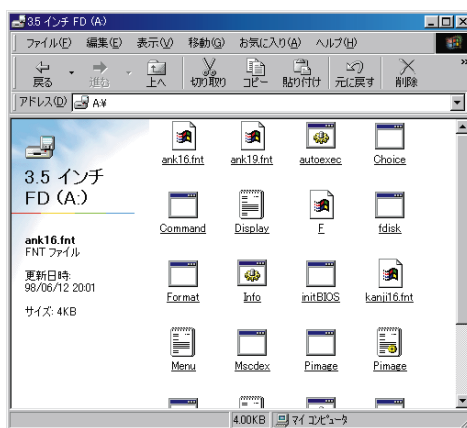 3.5 インチ FD (A)
ファイル(F) 編集(E) 表示(V) 移動(G) お気に入り(A) ヘルプ(H)
戻る 進む 上へ 切り取り コピー 貼り付け 元に戻す 削除 »
アドレス(D) A:¥
3.5 インチ
FD (A:)
ank16.fnt
FNT ファイル
更新日時:
98/06/12 20:01
サイズ: 4KB
ank16.fnt ank19.fnt autoexec Choice
Command Display F fdisk
Format Info initBIOS kanji16.fnt
Menu Mscdex Pimage Pimage
4.00KB マイ コンピュータ